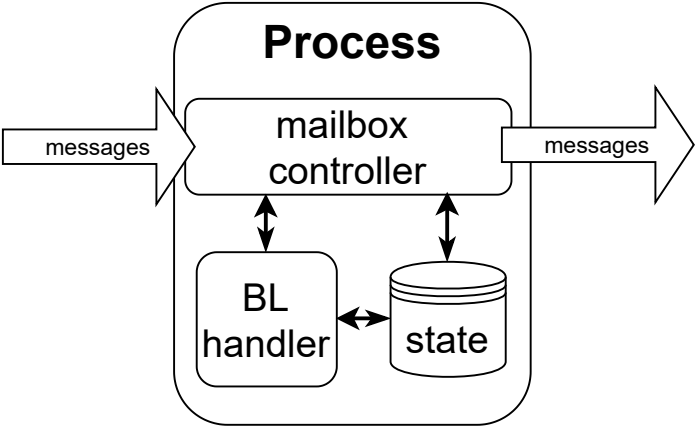 Process
messages
mailbox
controller
messages
BL
handler
state